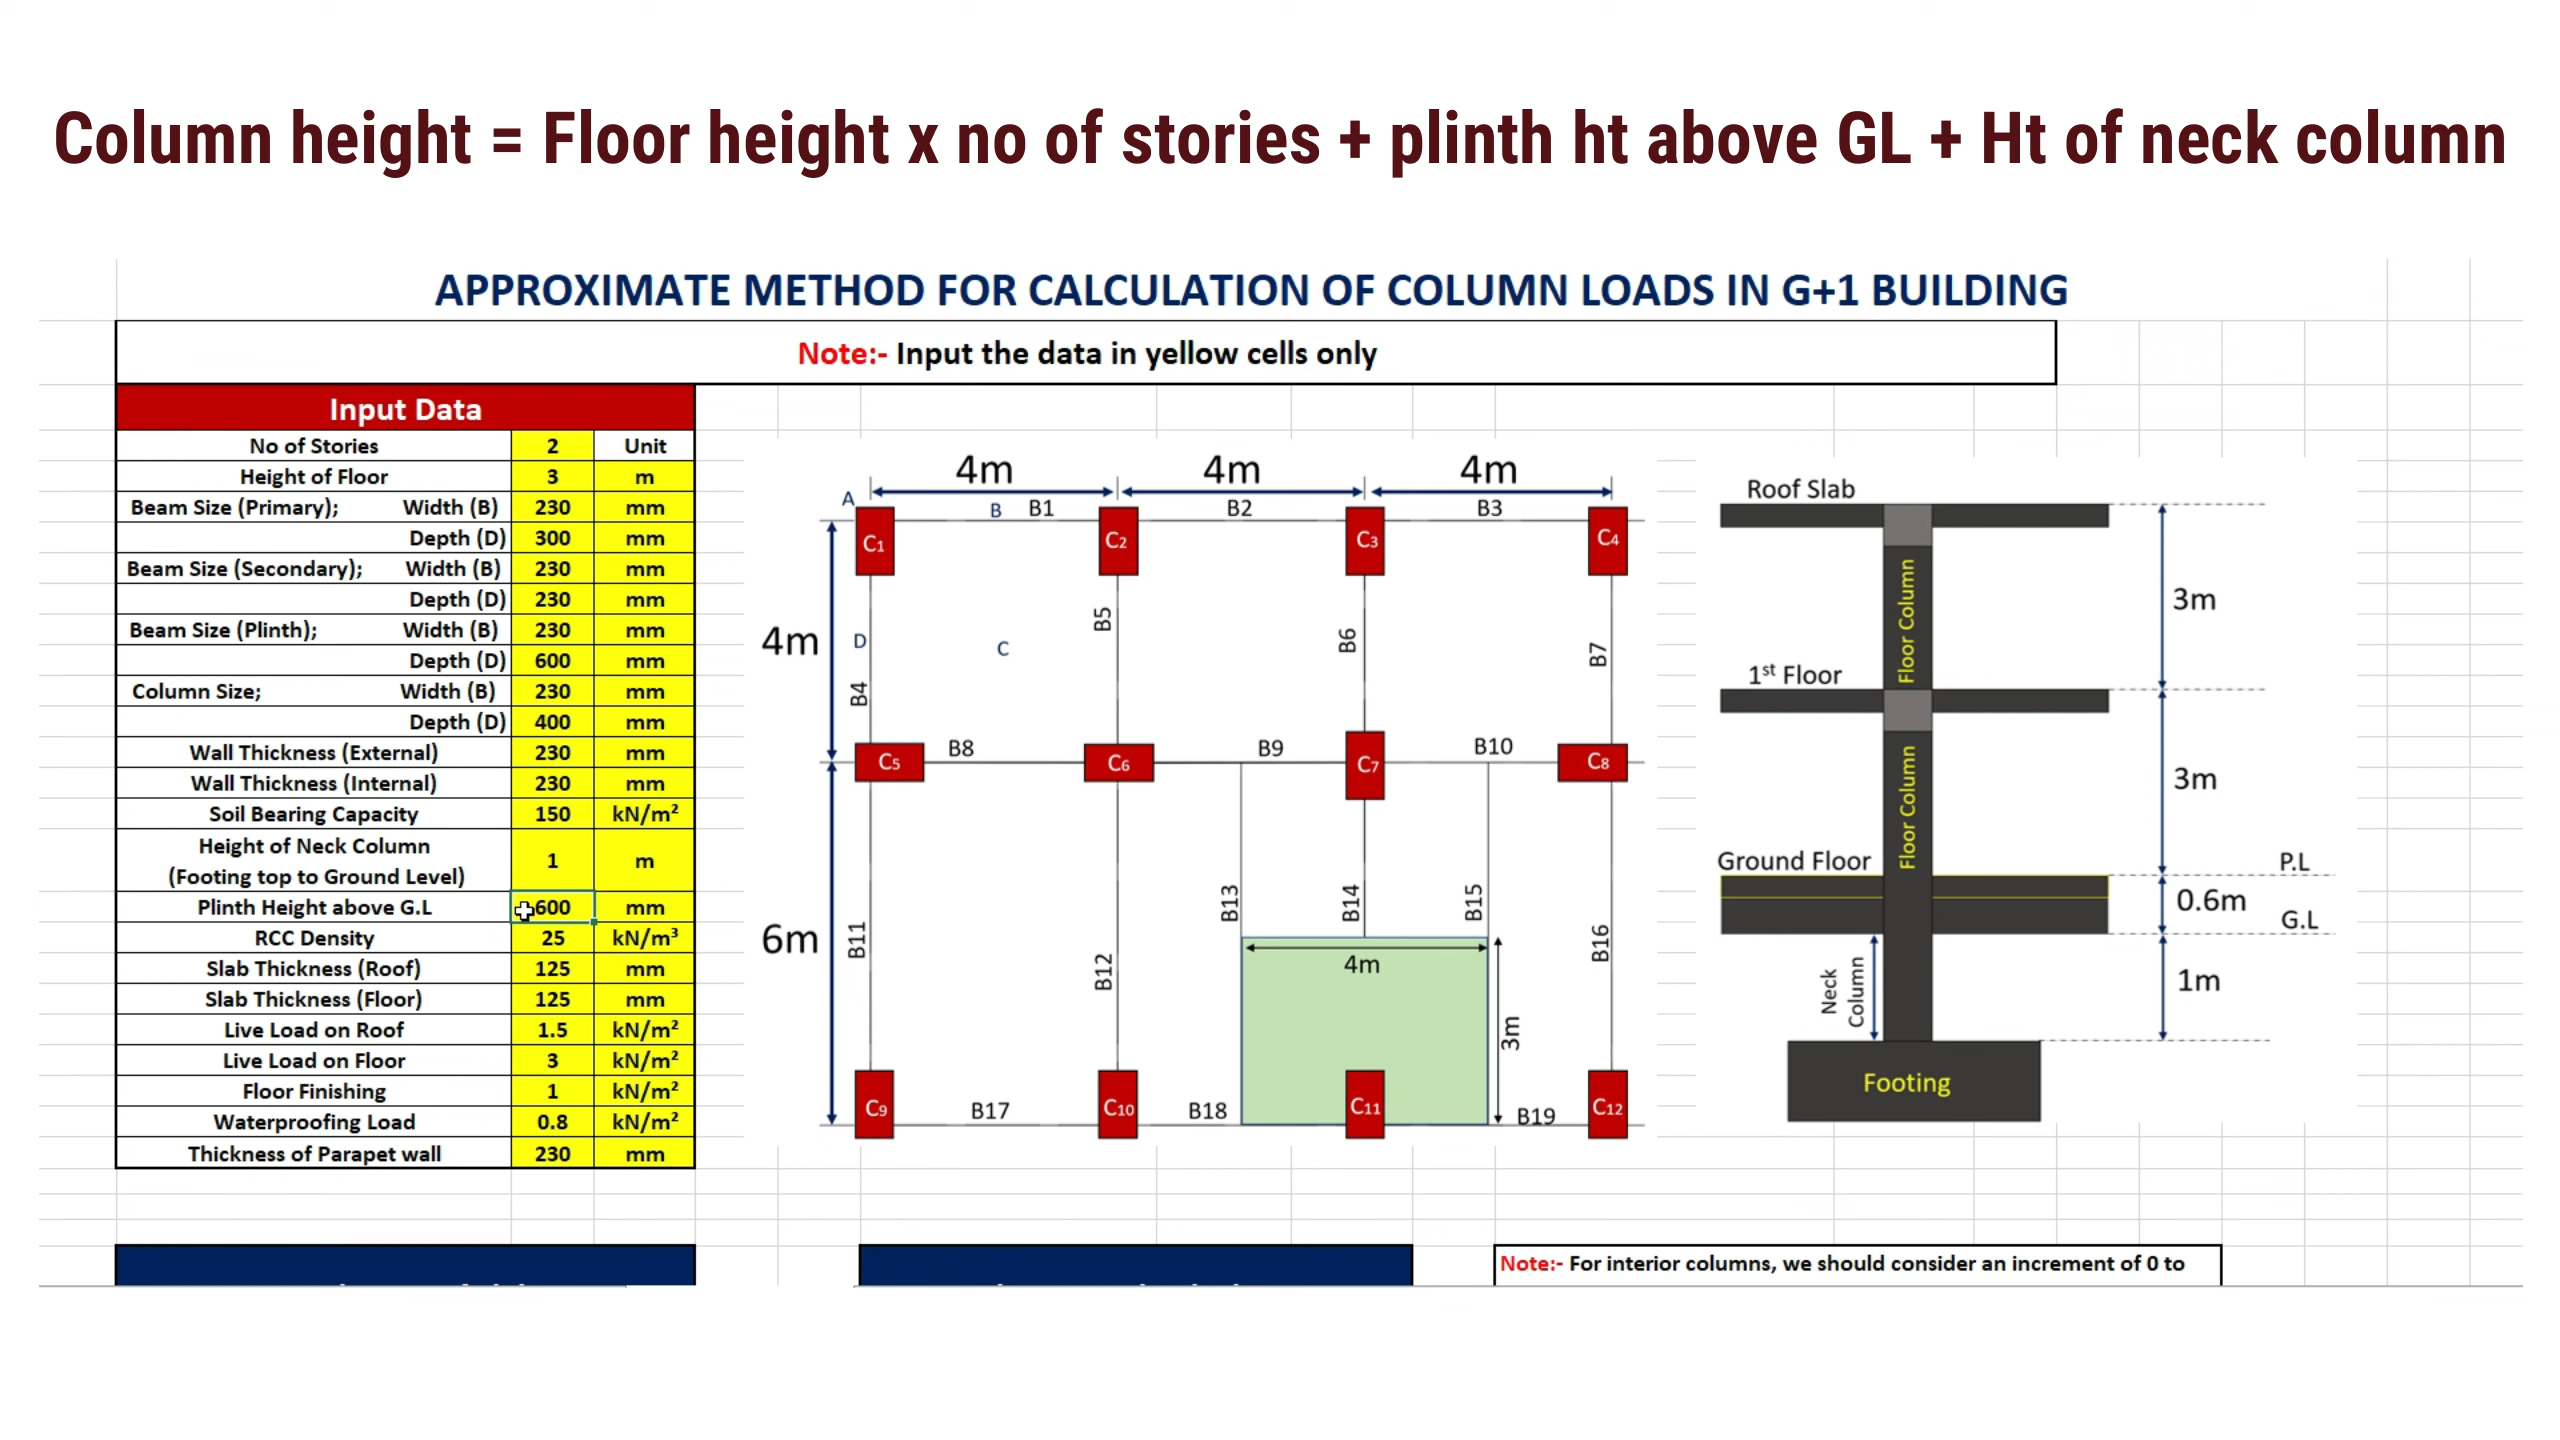 Column height = Floor height x no of stories + plinth ht above GL + Ht of neck column
APPROXIMATE METHOD FOR CALCULATION OF COLUMN LOADS IN G+1 BUILDING
Note:- Input the data in yellow cells only
Input Data
No of Stories 2 Unit
Height of Floor 3 m
Beam Size (Primary); Width (B) 230 mm
Depth (D) 300 mm
Beam Size (Secondary); Width (B) 230 mm
Depth (D) 230 mm
Beam Size (Plinth); Width (B) 230 mm
Depth (D) 600 mm
Column Size; Width (B) 230 mm
Depth (D) 400 mm
Wall Thickness (External) 230 mm
Wall Thickness (Internal) 230 mm
Soil Bearing Capacity 150 kN/m²
Height of Neck Column
(Footing top to Ground Level) 1 m
Plinth Height above G.L 600 mm
RCC Density 25 kN/m³
Slab Thickness (Roof) 125 mm
Slab Thickness (Floor) 125 mm
Live Load on Roof 1.5 kN/m²
Live Load on Floor 3 kN/m²
Floor Finishing 1 kN/m²
Waterproofing Load 0.8 kN/m²
Thickness of Parapet wall 230 mm
4m 4m 4m
A B B1 B2 B3
C1 C2 C3 C4
4m D C
B4 B5 B6 B7
C5 B8 C6 B9 C7 B10 C8
6m B11 B12 B13 B14 B15 B16
4m
3m
C9 B17 C10 B18 C11 B19 C12
Roof Slab
Floor Column
3m
1st Floor
Floor Column
3m
Ground Floor
P.L
0.6m
G.L
Neck
Column
1m
Footing
Note:- For interior columns, we should consider an increment of 0 to